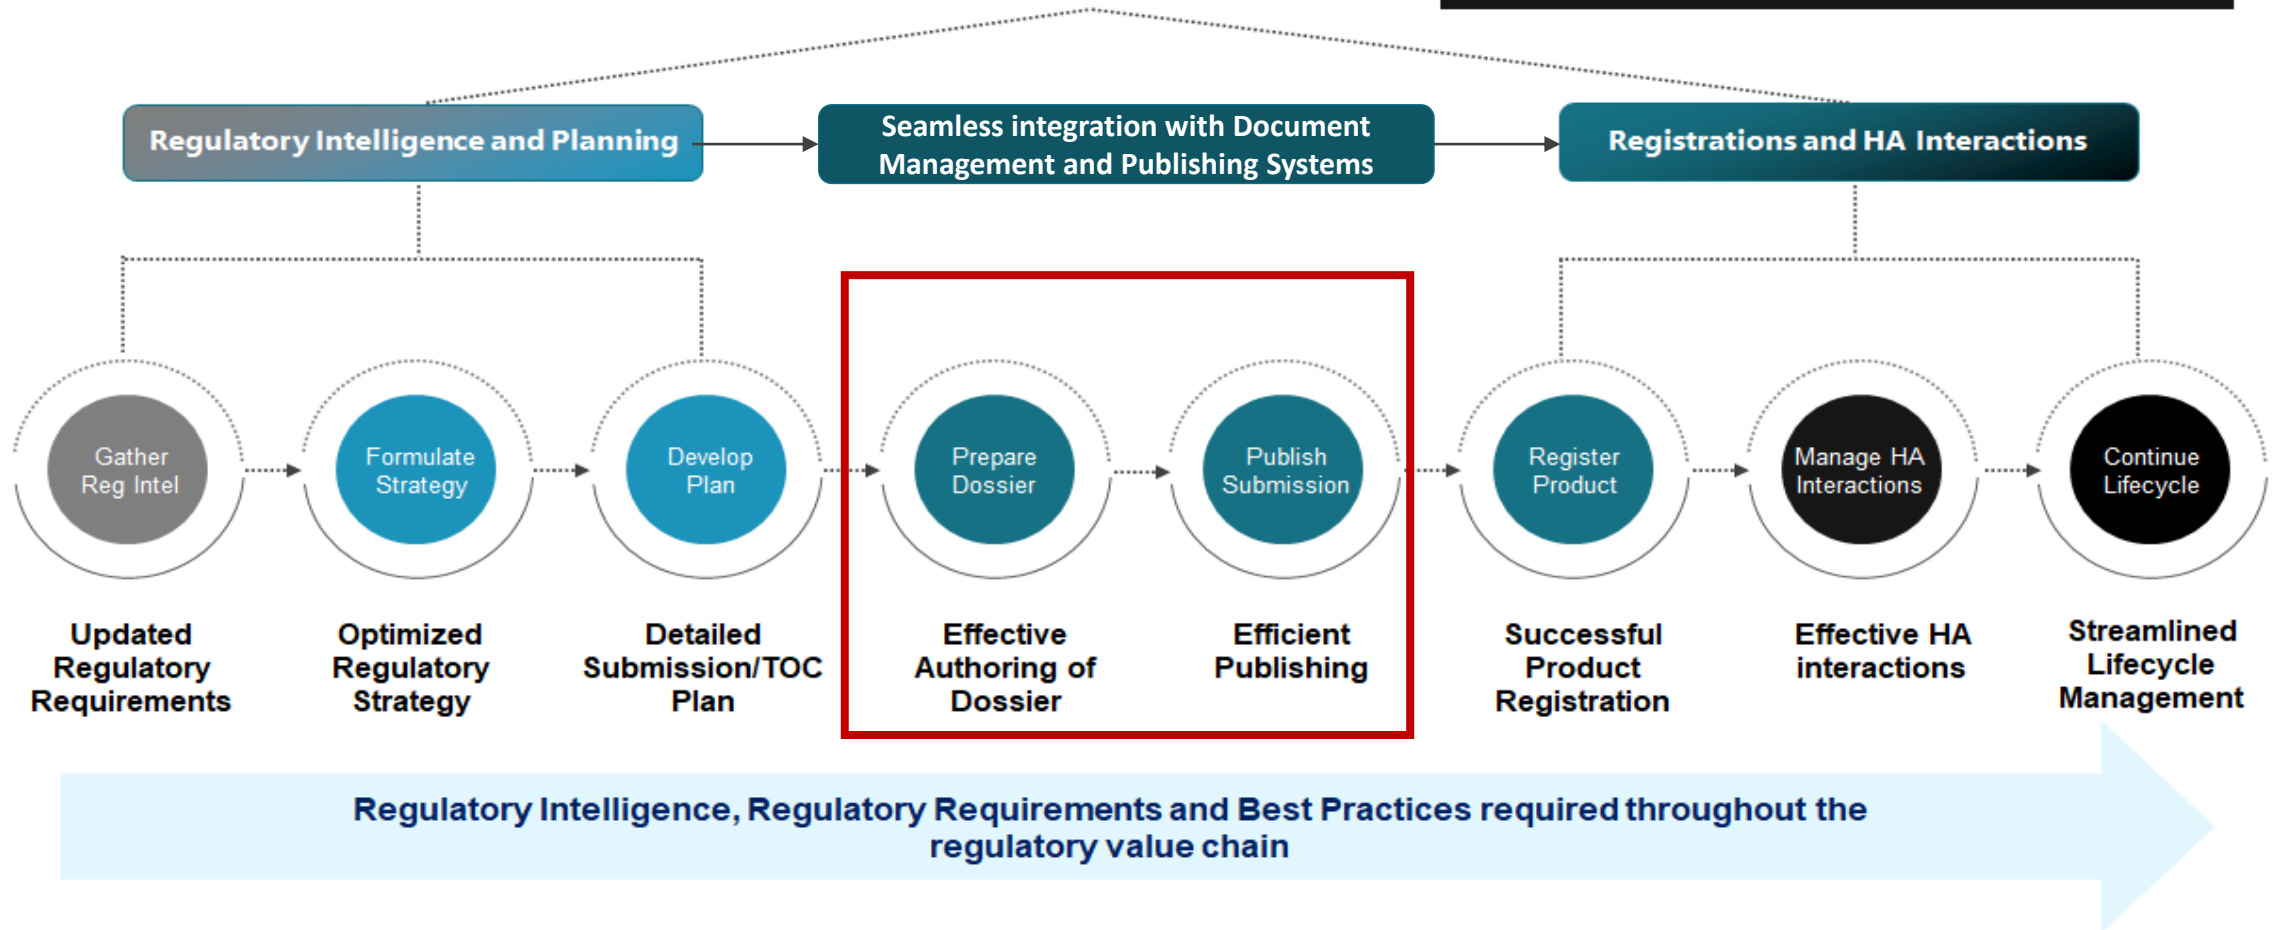 Regulatory Intelligence and Planning
Seamless integration with Document
Management and Publishing Systems
Registrations and HA Interactions
Gather
Reg Intel
Formulate
Strategy
Develop
Plan
Prepare
Dossier
Publish
Submission
Register
Product
Manage HA
Interactions
Continue
Lifecycle
Updated
Regulatory
Requirements
Optimized
Regulatory
Strategy
Detailed
Submission/TOC
Plan
Effective
Authoring of
Dossier
Efficient
Publishing
Successful
Product
Registration
Effective HA
interactions
Streamlined
Lifecycle
Management
Regulatory Intelligence, Regulatory Requirements and Best Practices required throughout the
regulatory value chain